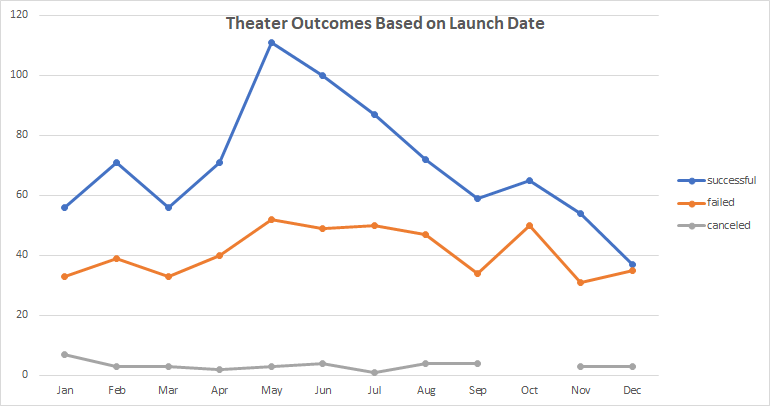 Theater Outcomes Based on Launch Date
120
100
80
60
40
20
0
Jan Feb Mar Apr May Jun Jul Aug Sep Oct Nov Dec
successful
failed
canceled